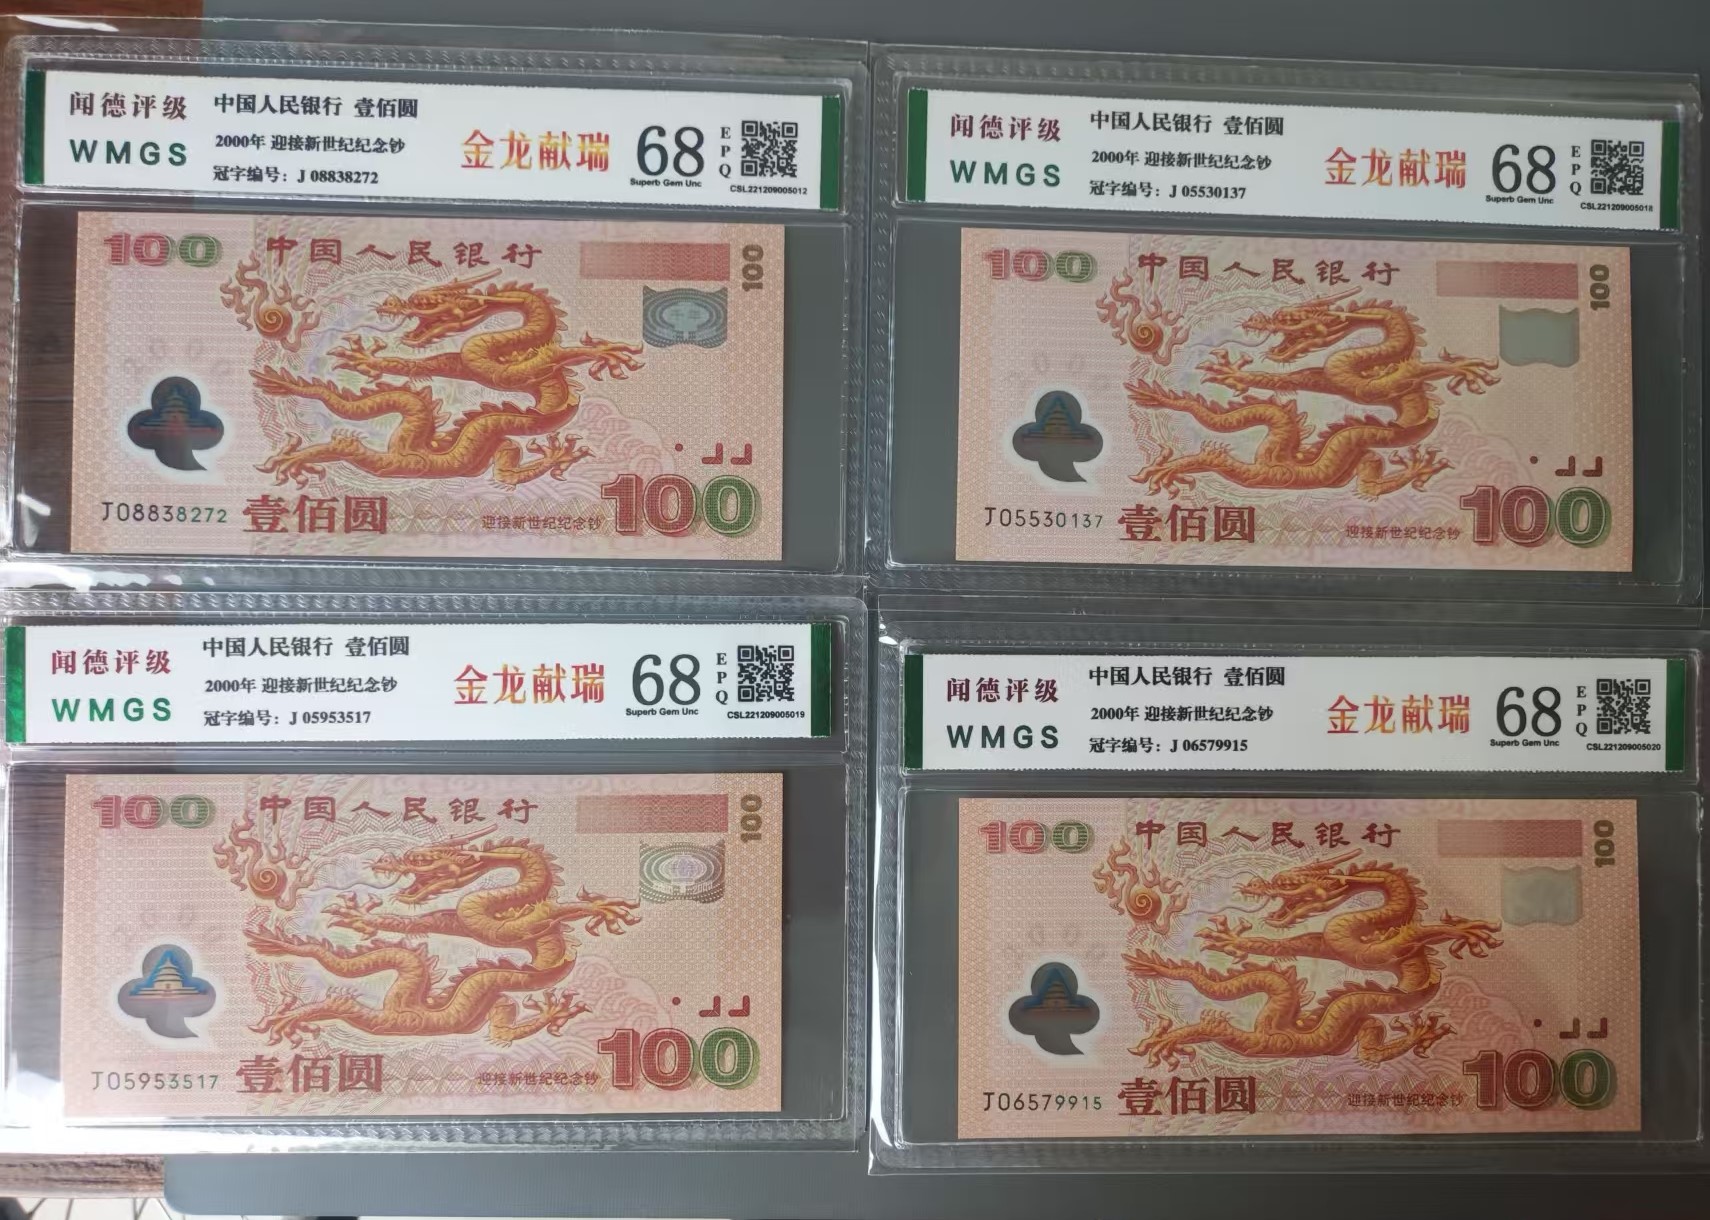 闻德评级
WMGS
中国人民银行 壹佰圆
2000年 迎接新世纪纪念钞
冠字编号：J 08838272
金龙献瑞
68
Superb Gem Unc
EPQ
CSL221209005012
100
中国人民银行
100
千年
J08838272
壹佰圆
迎接新世纪纪念钞
100
闻德评级
WMGS
中国人民银行 壹佰圆
2000年 迎接新世纪纪念钞
冠字编号：J 05530137
金龙献瑞
68
Superb Gem Unc
EPQ
CSL221209005018
100
中国人民银行
100
J05530137
壹佰圆
迎接新世纪纪念钞
100
闻德评级
WMGS
中国人民银行 壹佰圆
2000年 迎接新世纪纪念钞
冠字编号：J 05953517
金龙献瑞
68
Superb Gem Unc
EPQ
CSL221209005019
100
中国人民银行
100
J05953517
壹佰圆
迎接新世纪纪念钞
100
闻德评级
WMGS
中国人民银行 壹佰圆
2000年 迎接新世纪纪念钞
冠字编号：J 06579915
金龙献瑞
68
Superb Gem Unc
EPQ
CSL221209005020
100
中国人民银行
100
J06579915
壹佰圆
迎接新世纪纪念钞
100